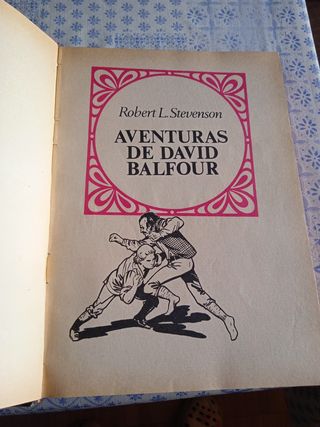 Robert L. Stevenson
AVENTURAS
DE DAVID
BALFOUR